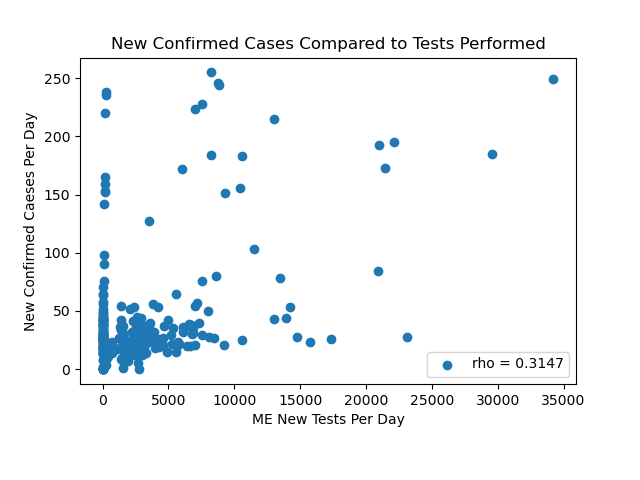 New Confirmed Cases Compared to Tests Performed
New Confirmed Caeses Per Day
250
200
150
100
50
0
rho = 0.3147
0 5000 10000 15000 20000 25000 30000 35000
ME New Tests Per Day